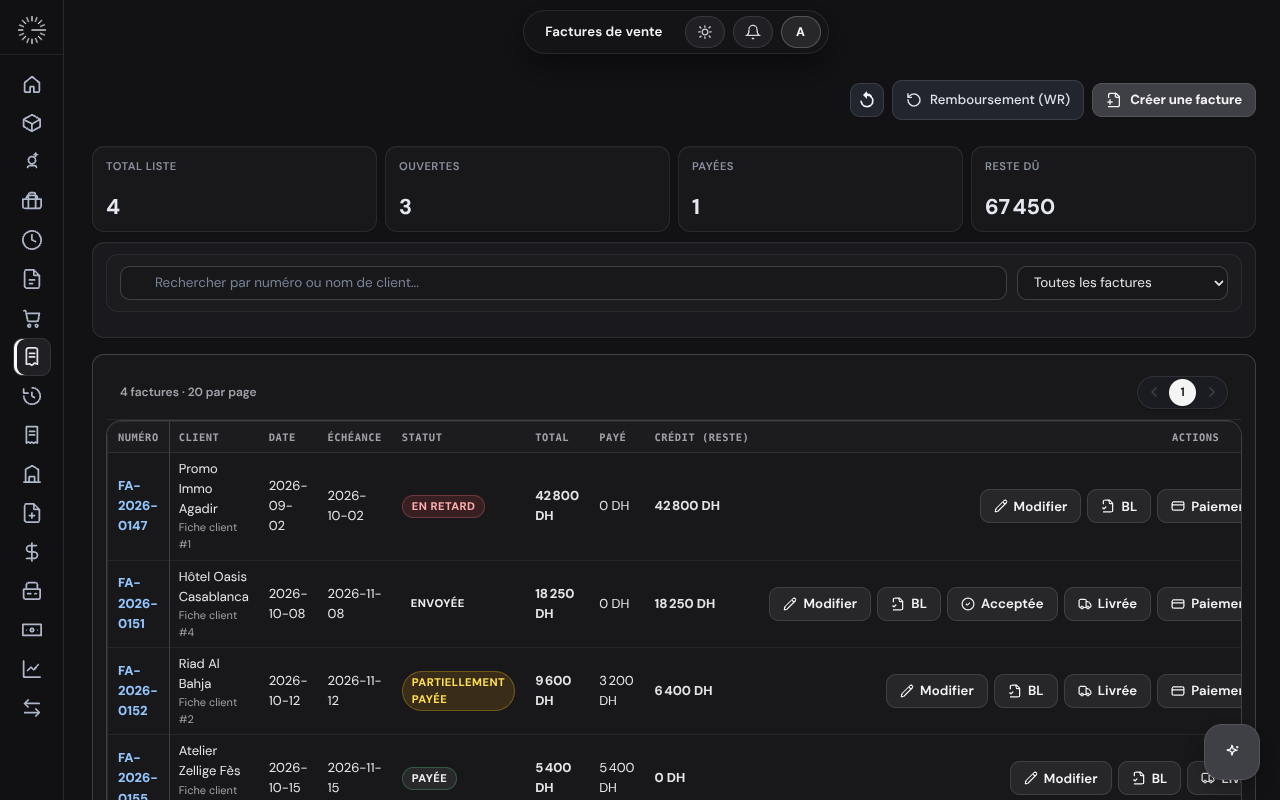 Factures de vente
A
Remboursement (WR)
Créer une facture
TOTAL LISTE
4
OUVERTES
3
PAYÉES
1
RESTE DÛ
67 450
Rechercher par numéro ou nom de client...
Toutes les factures
4 factures · 20 par page
1
NUMÉRO CLIENT DATE ÉCHÉANCE STATUT TOTAL PAYÉ CRÉDIT (RESTE) ACTIONS
FA-
2026-
0147
Promo
Immo
Agadir
Fiche client
#1
2026-
09-
02
2026-
10-02
EN RETARD
42 800
DH
0 DH
42 800 DH
Modifier
BL
Paiemer
FA-
2026-
0151
Hôtel Oasis
Casablanca
Fiche client
#4
2026-
10-08
2026-11-
08
ENVOYÉE
18 250
DH
0 DH
18 250 DH
Modifier
BL
Acceptée
Livrée
Paiemer
FA-
2026-
0152
Riad Al
Bahja
Fiche client
#2
2026-
10-12
2026-11-
12
PARTIELLEMENT
PAYÉE
9 600
DH
3 200
DH
6 400 DH
Modifier
BL
Livrée
Paiemer
FA-
2026-
0155
Atelier
Zellige Fès
Fiche client
2026-
10-15
2026-11-
15
PAYÉE
5 400
DH
5 400
DH
0 DH
Modifier
BL